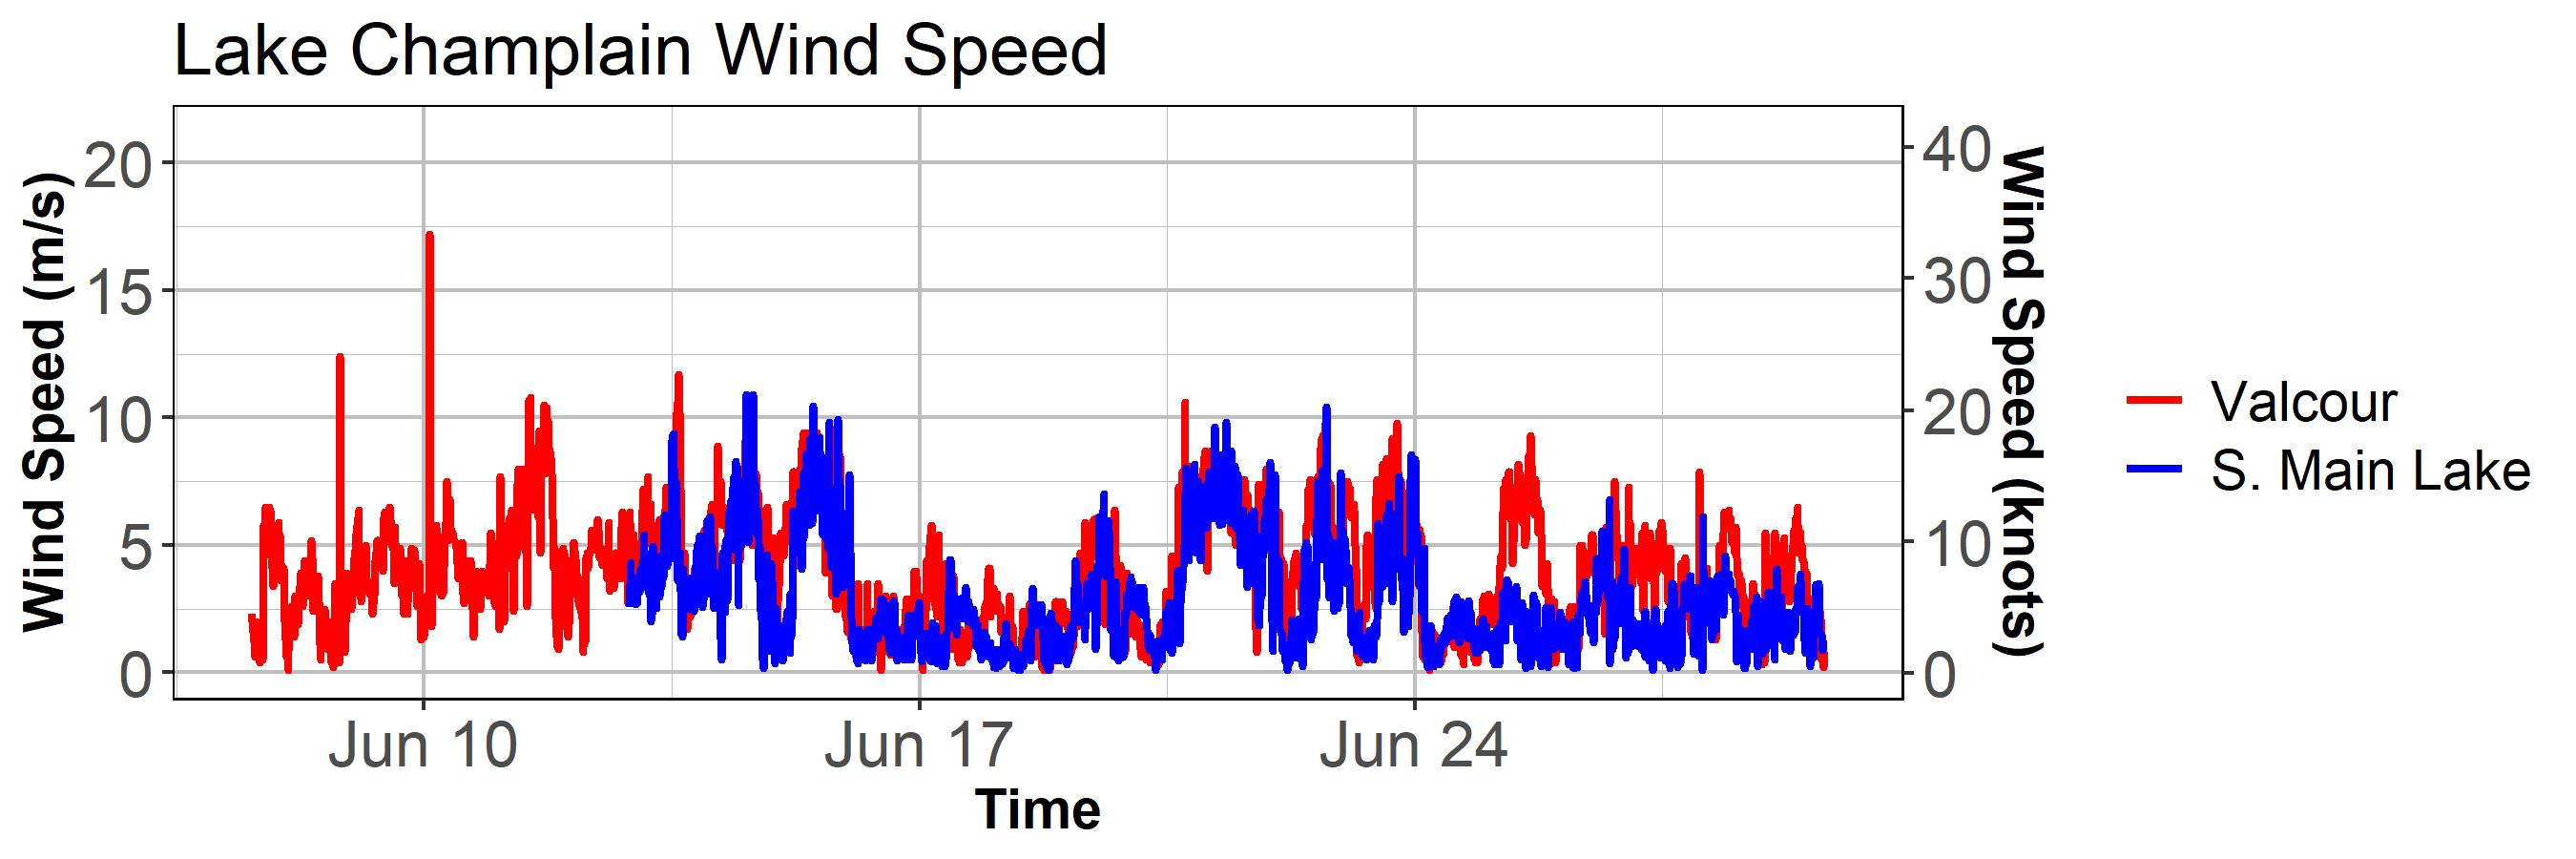 Lake Champlain Wind Speed
Wind Speed (m/s)
20
15
10
5
0
40
30
20
10
0
Wind Speed (knots)
Jun 10
Jun 17
Jun 24
Time
Valcour
S. Main Lake